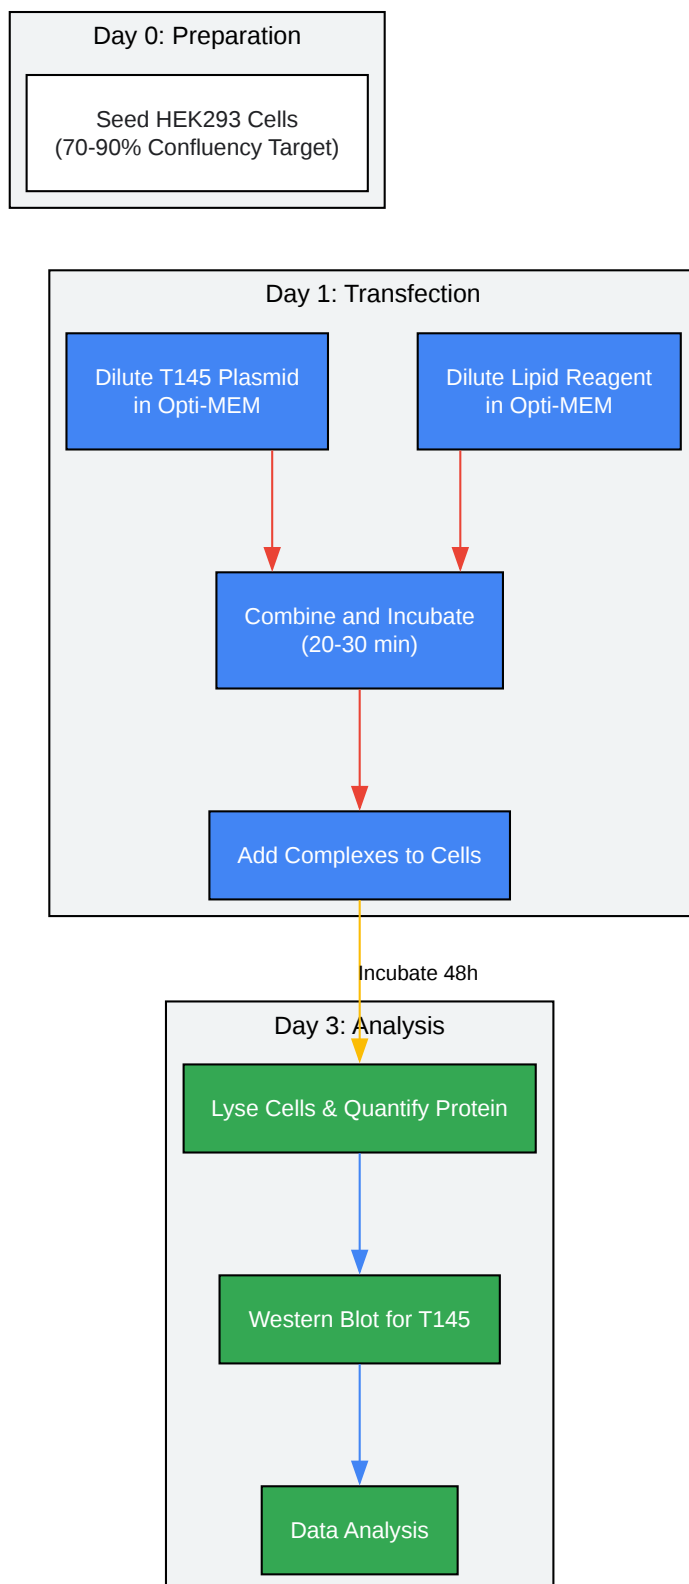 Day 0: Preparation
Seed HEK293 Cells
(70-90% Confluency Target)
Day 1: Transfection
Dilute T145 Plasmid
in Opti-MEM
Dilute Lipid Reagent
in Opti-MEM
Combine and Incubate
(20-30 min)
Add Complexes to Cells
Incubate 48h
Day 3: Analysis
Lyse Cells & Quantify Protein
Western Blot for T145
Data Analysis